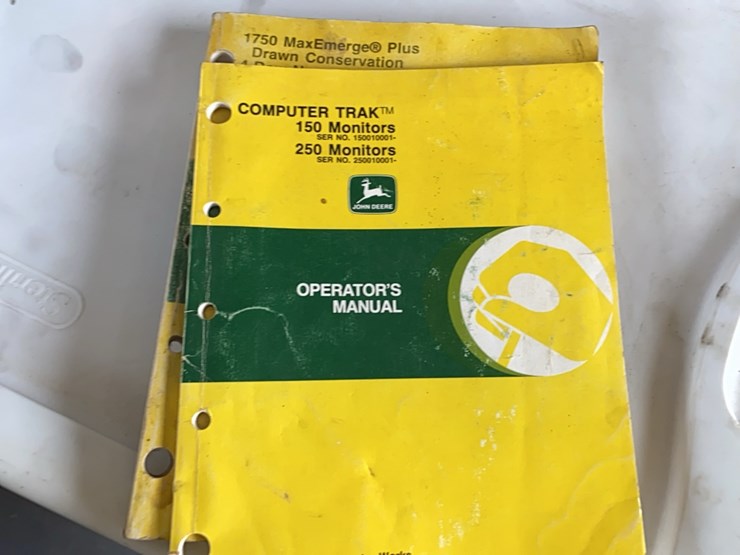 1750 MaxEmerge® Plus
Drawn Conservation
COMPUTER TRAK™
150 Monitors
SER NO. 150010001-
250 Monitors
SER NO. 250010001-
JOHN DEERE
OPERATOR'S
MANUAL
Works